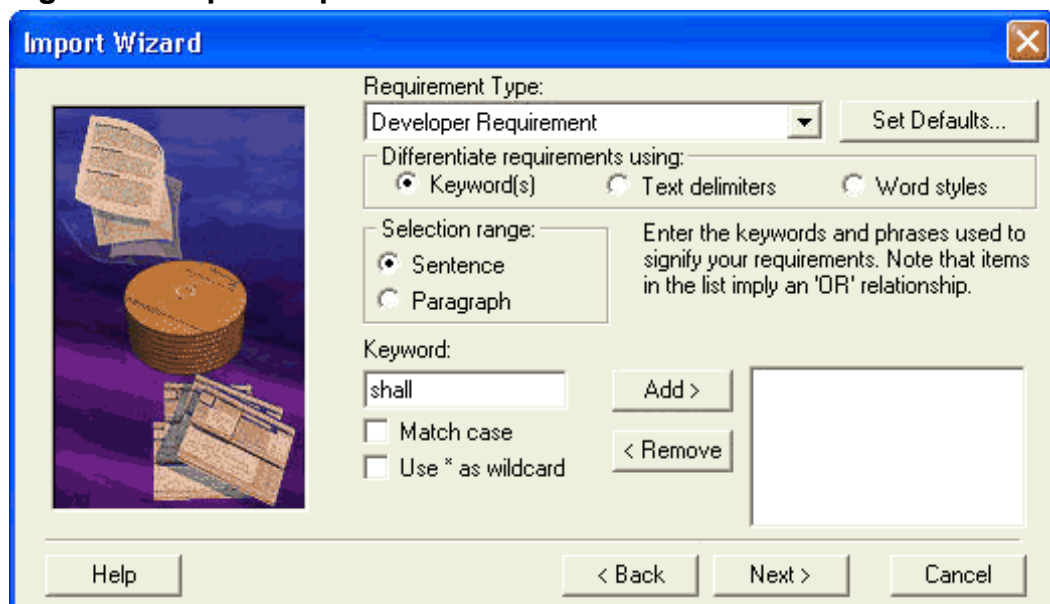 Import Wizard
Requirement Type:
Developer Requirement
Set Defaults...
Differentiate requirements using:
Keyword(s)
Text delimiters
Word styles
Selection range:
Sentence
Paragraph
Enter the keywords and phrases used to
signify your requirements. Note that items
in the list imply an 'OR' relationship.
Keyword:
shall
Add >
Match case
Use * as wildcard
< Remove
Help
< Back
Next >
Cancel